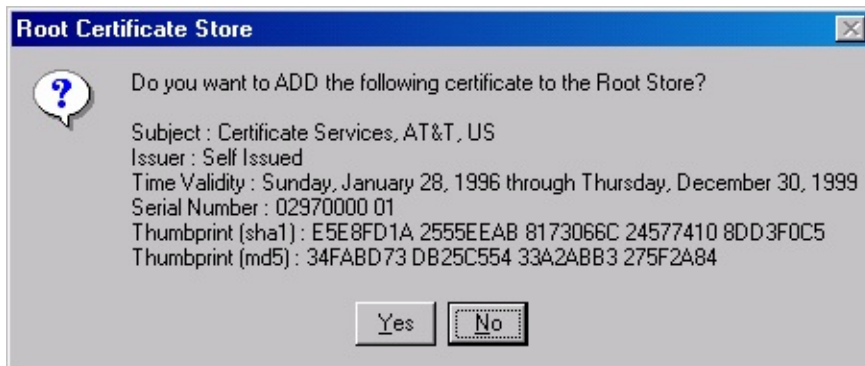 Root Certificate Store
Do you want to ADD the following certificate to the Root Store?
Subject : Certificate Services, AT&T, US
Issuer : Self Issued
Time Validity : Sunday, January 28, 1996 through Thursday, December 30, 1999
Serial Number : 02970000 01
Thumbprint (sha1) : E5E8FD1A 2555EEAB 8173066C 24577410 8DD3F0C5
Thumbprint (md5) : 34FABD73 DB25C554 33A2ABB3 275F2A84
Yes
No